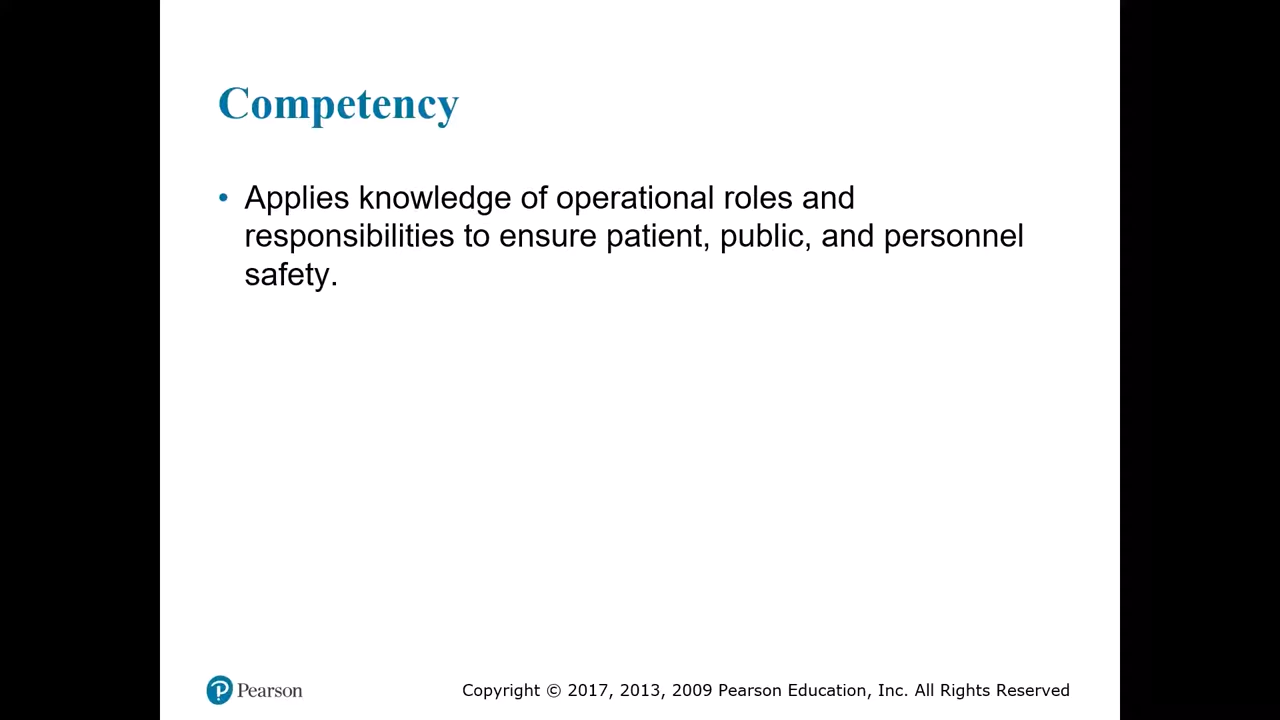 Competency
• Applies knowledge of operational roles and
responsibilities to ensure patient, public, and personnel
safety.
Pearson
Copyright © 2017, 2013, 2009 Pearson Education, Inc. All Rights Reserved